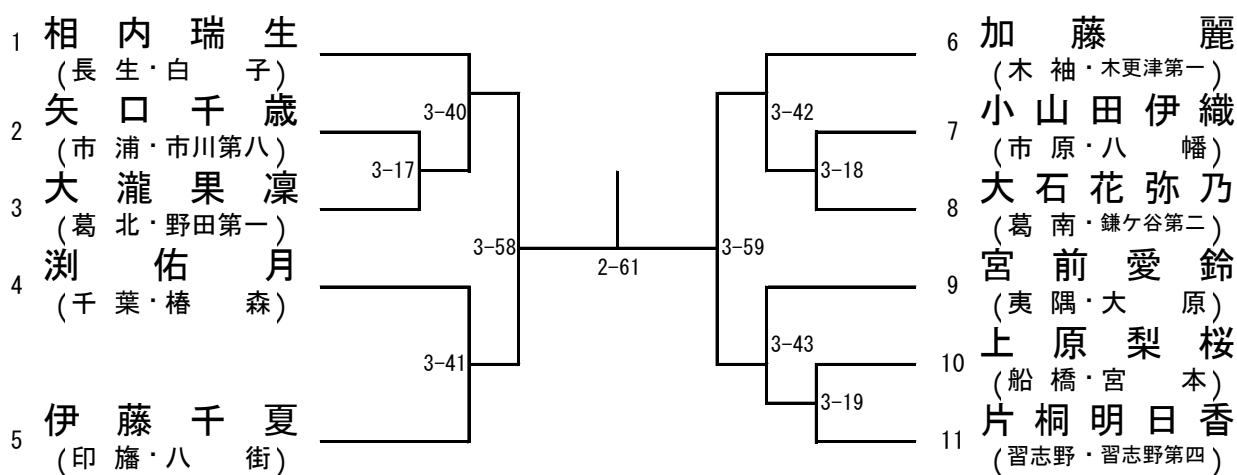 1 相内瑞生
(長生・白子)
2 矢口千歳
(市浦・市川第八)
3 大瀧果凜
(葛北・野田第一)
4 渕佑月
(千葉・椿森)
5 伊藤千夏
(印旛・八街)
3-40
3-17
3-58
3-41
2-61
3-59
3-42
3-18
3-43
3-19
6 加藤麗
(木袖・木更津第一)
7 小山田伊織
(市原・八幡)
8 大石花弥乃
(葛南・鎌ケ谷第二)
9 宮前愛鈴
(夷隅・大原)
10 上原梨桜
(船橋・宮本)
11 片桐明日香
(習志野・習志野第四)